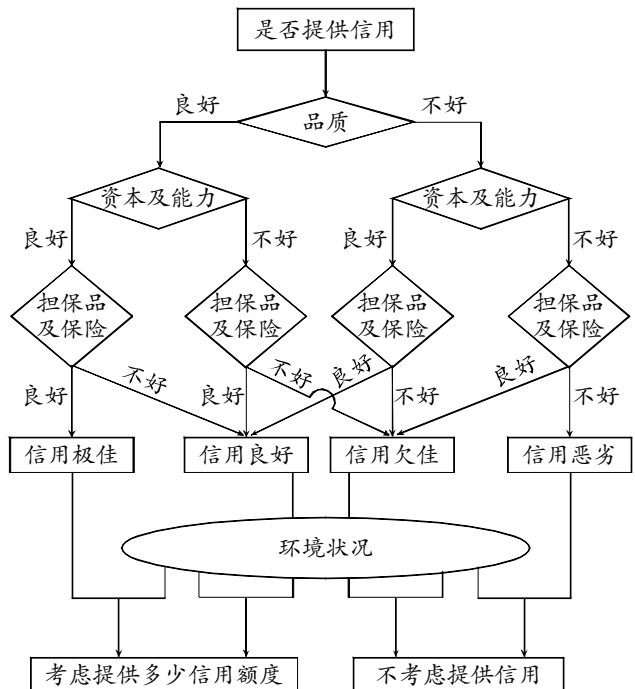 是否提供信用
良好
不好
品质
资本及能力
资本及能力
良好
不好
良好
不好
担保品
及保险
担保品
及保险
担保品
及保险
担保品
及保险
良好
不好
良好
不好
良好
不好
良好
不好
信用极佳
信用良好
信用欠佳
信用恶劣
环境状况
考虑提供多少信用额度
不考虑提供信用